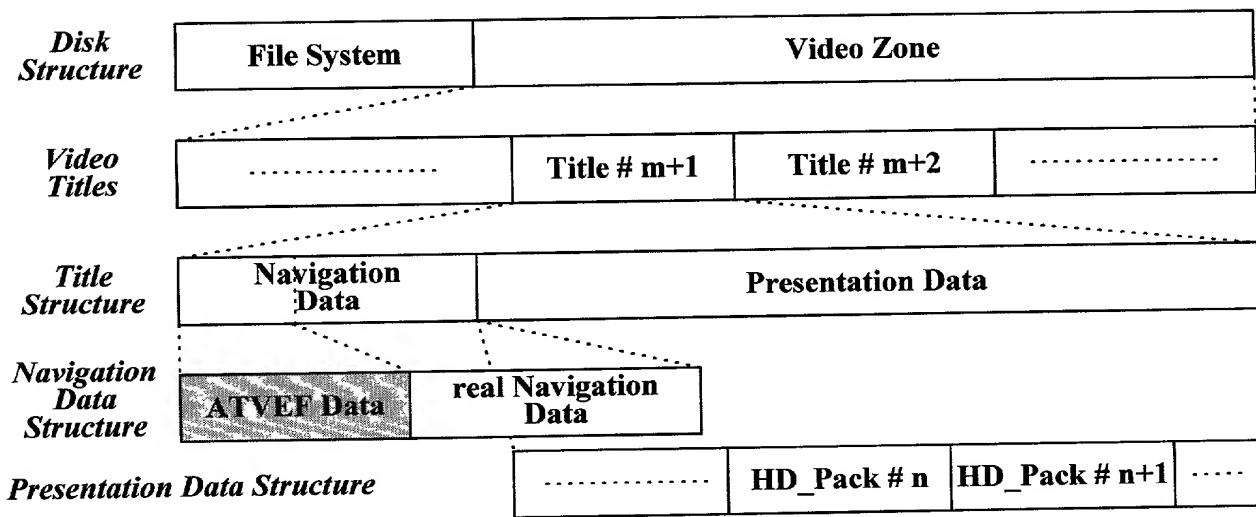 Disk
Structure
File System
Video Zone
Video
Titles
....................
Title # m+1
Title # m+2
.............
Title
Structure
Navigation
Data
Presentation Data
Navigation
Data
Structure
ATVEF Data
real Navigation
Data
Presentation Data Structure
.............
HD_Pack # n
HD_Pack # n+1
.....